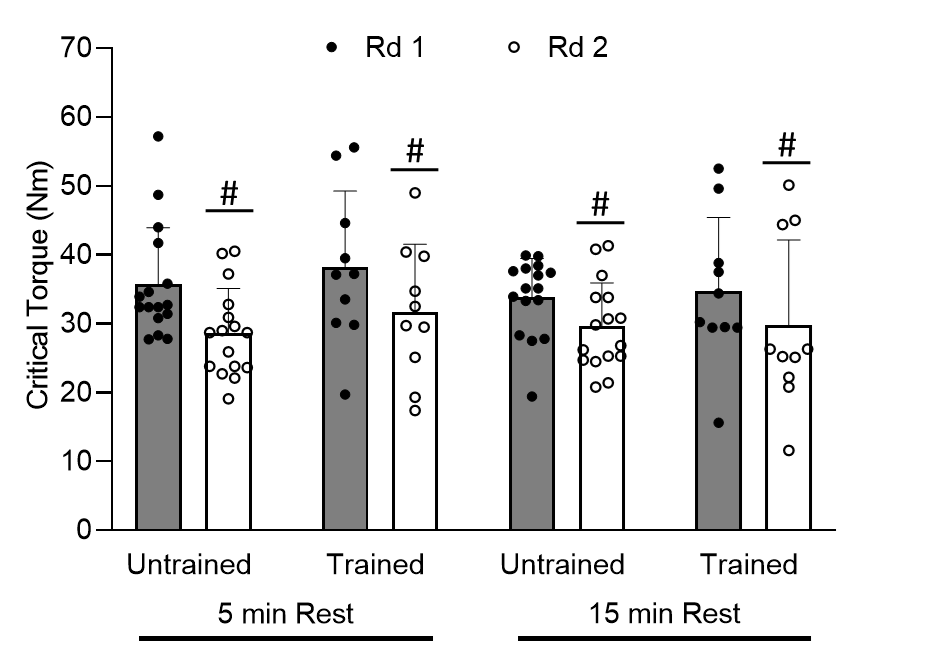 Rd 1 Rd 2
Critical Torque (Nm)
70
60
50
40
30
20
10
0
# # # #
Untrained Trained Untrained Trained
5 min Rest 15 min Rest